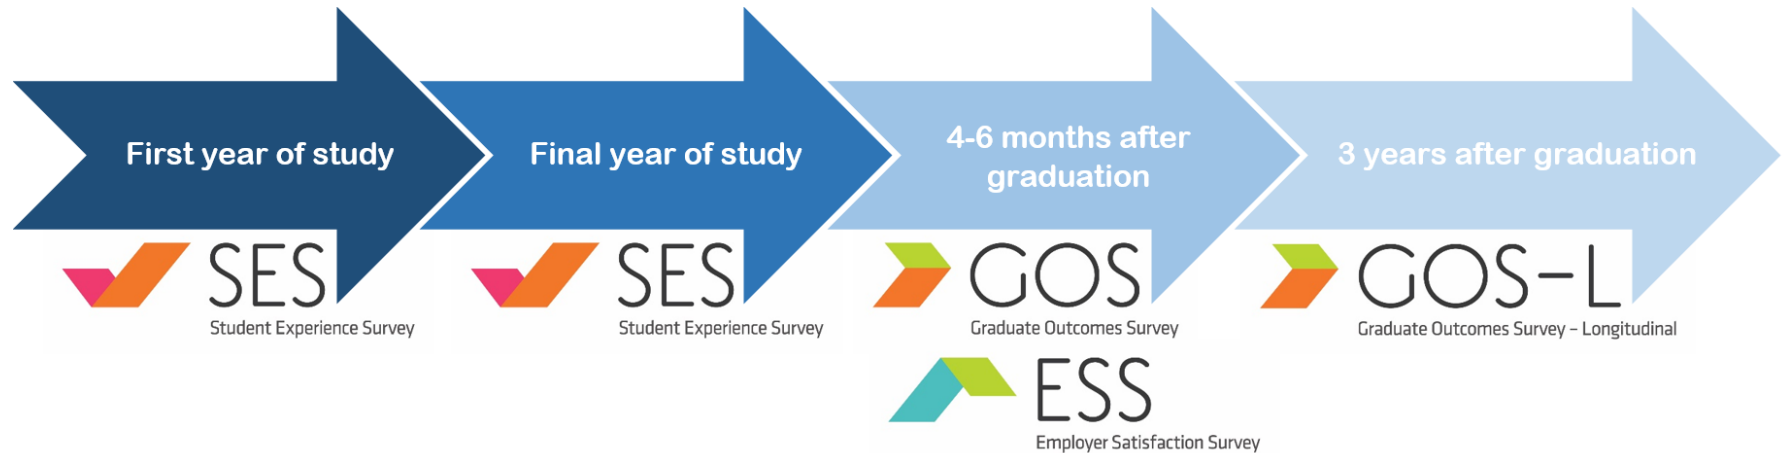 First year of study
Final year of study
4-6 months after
graduation
3 years after graduation
SES
Student Experience Survey
SES
Student Experience Survey
GOS
Graduate Outcomes Survey
GOS-L
Graduate Outcomes Survey – Longitudinal
ESS
Employer Satisfaction Survey